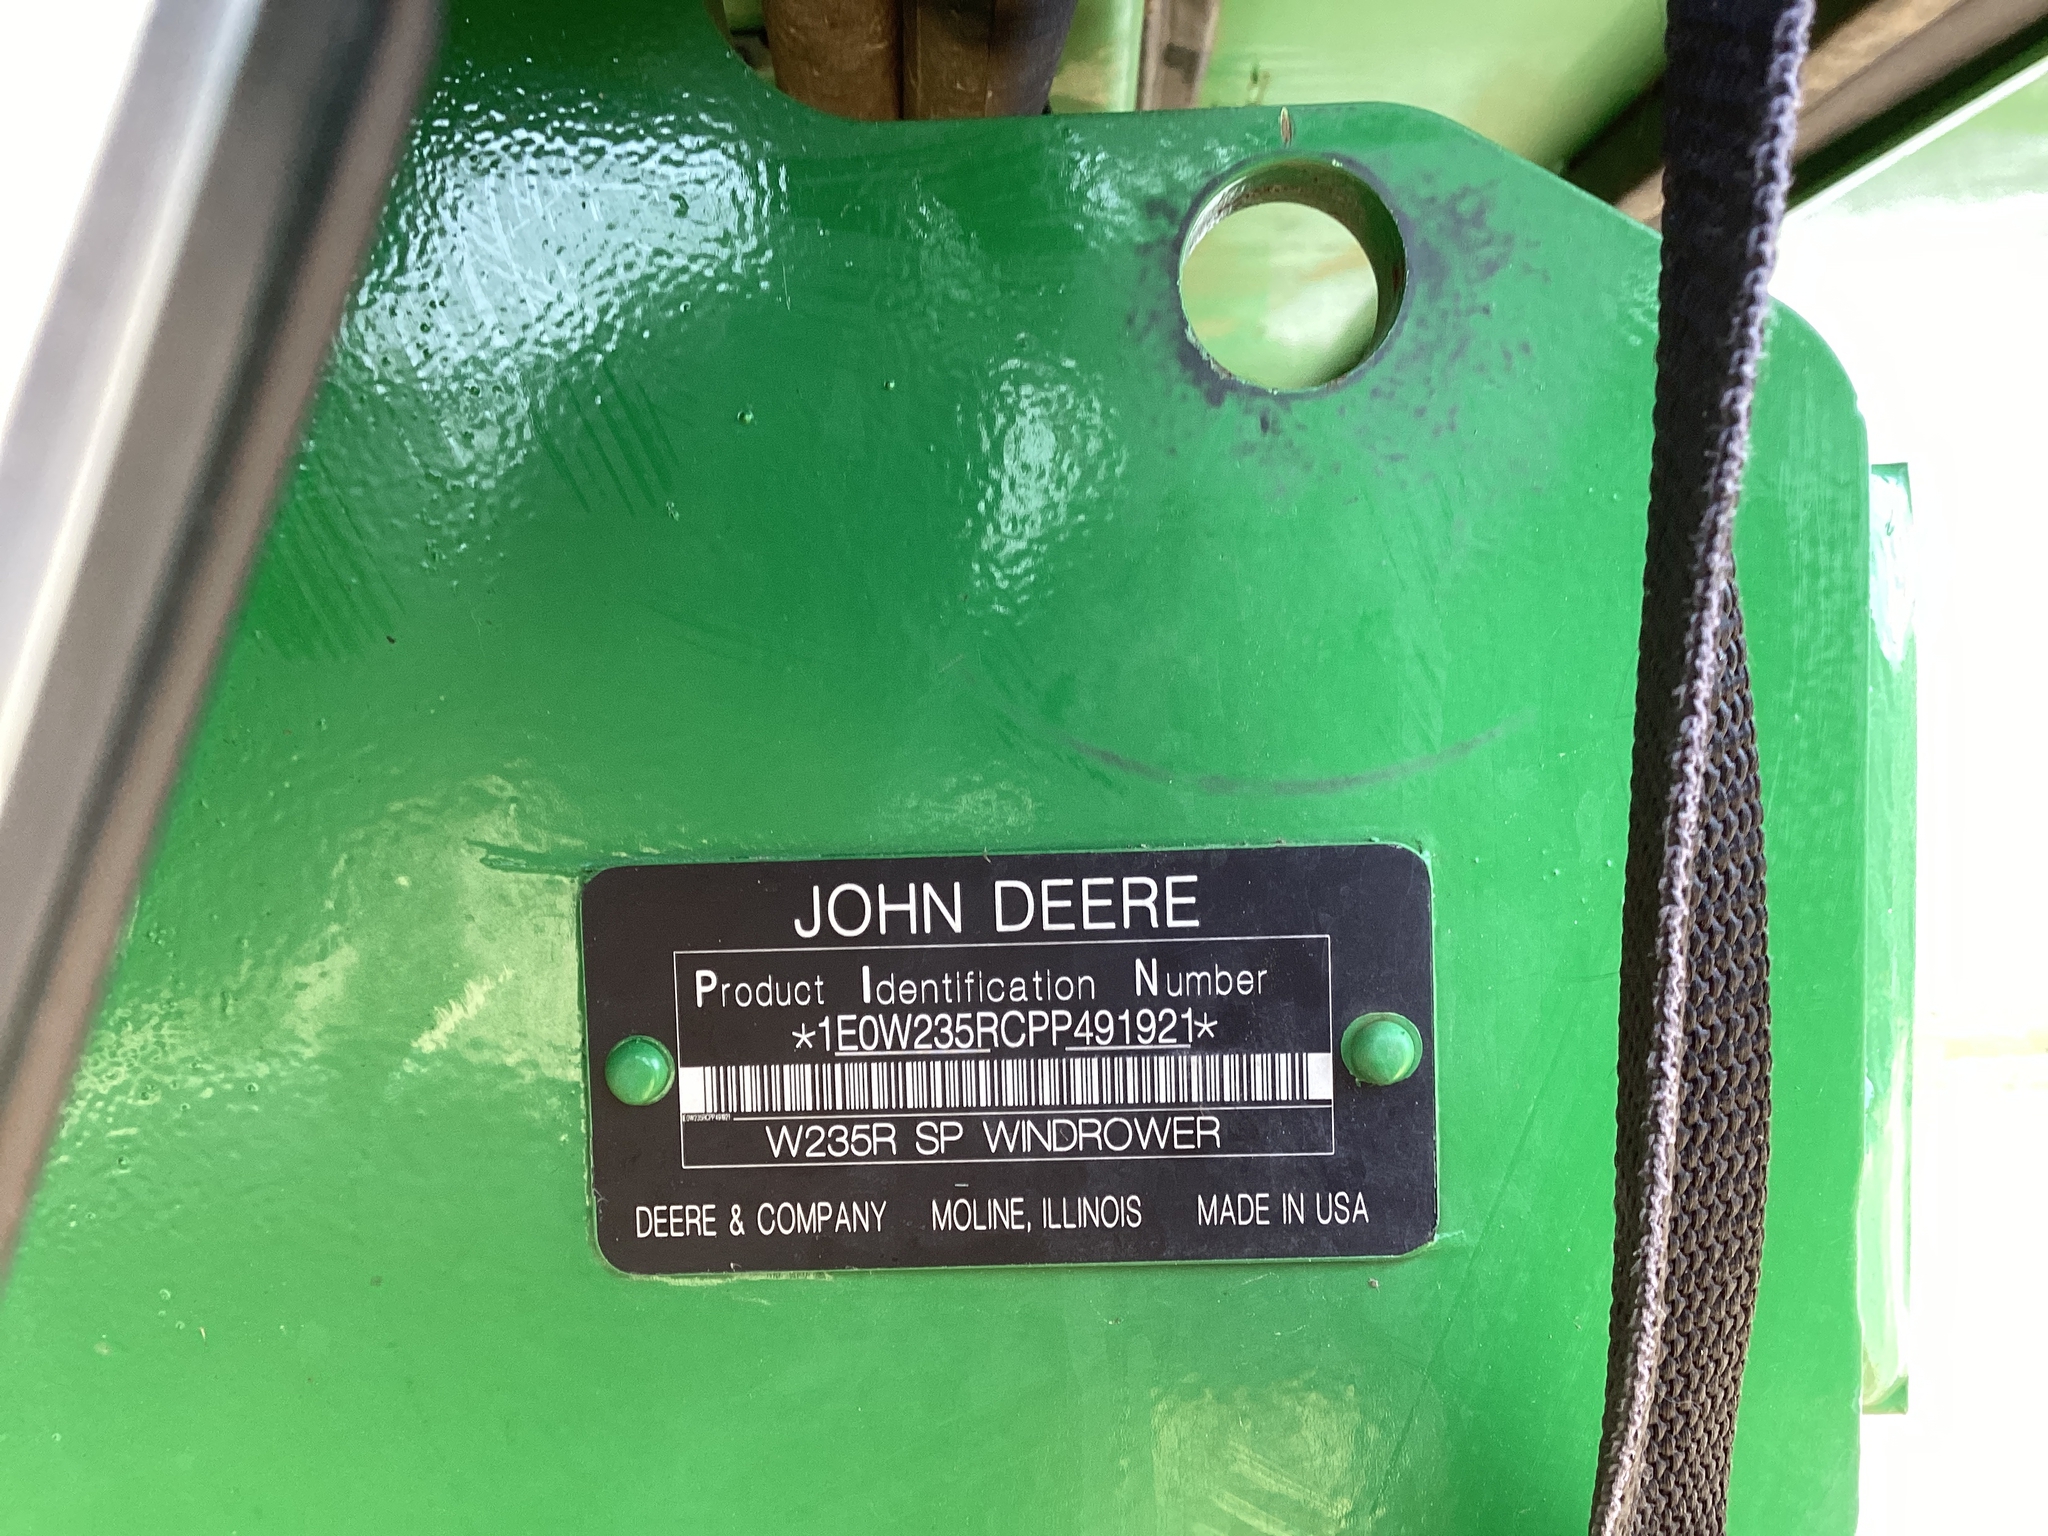 JOHN DEERE
Product Identification Number
*1E0W235RCPP491921*
W235R SP WINDROWER
DEERE & COMPANY MOLINE, ILLINOIS MADE IN USA